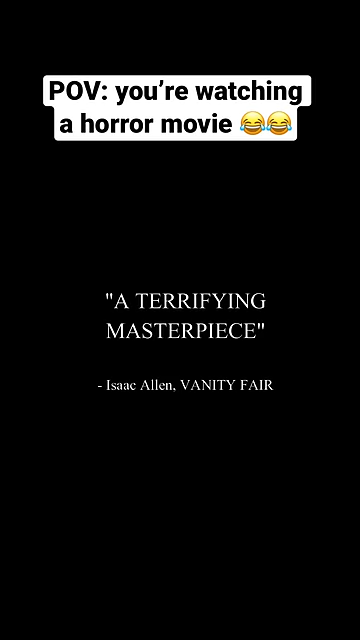 POV: you’re watching
a horror movie 😂😂
"A TERRIFYING
MASTERPIECE"
- Isaac Allen, VANITY FAIR